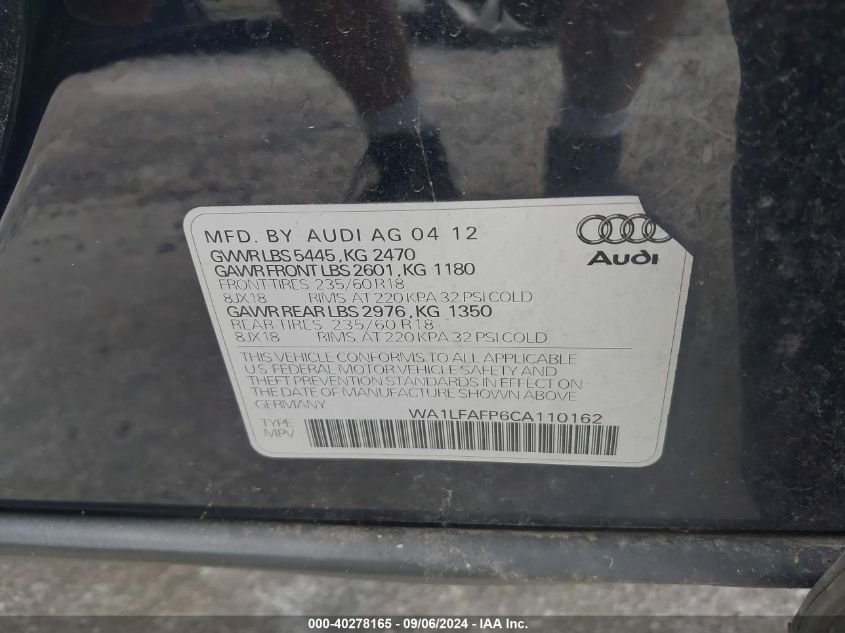 MFD. BY AUDI AG 04 12
GVWR LBS 5445, KG 2470
GAWR FRONT LBS 2601, KG 1180
FRONT-TIRES 235/60 R18
8JX18 RIMS, AT 220 KPA 32 PSI COLD
GAWR REAR LBS 2976, KG 1350
REAR TIRES 235/60 R18
8JX18 RIMS, AT 220 KPA 32 PSI COLD
THIS VEHICLE CONFORMS TO ALL APPLICABLE
U.S. FEDERAL MOTOR VEHICLE SAFETY AND
THEFT PREVENTION STANDARDS IN EFFECT ON
THE DATE OF MANUFACTURE SHOWN ABOVE
GERMANY
WA1LFAFP6CA110162
TYPE
MPV
Audi
000-40278165 - 09/06/2024 - IAA Inc.